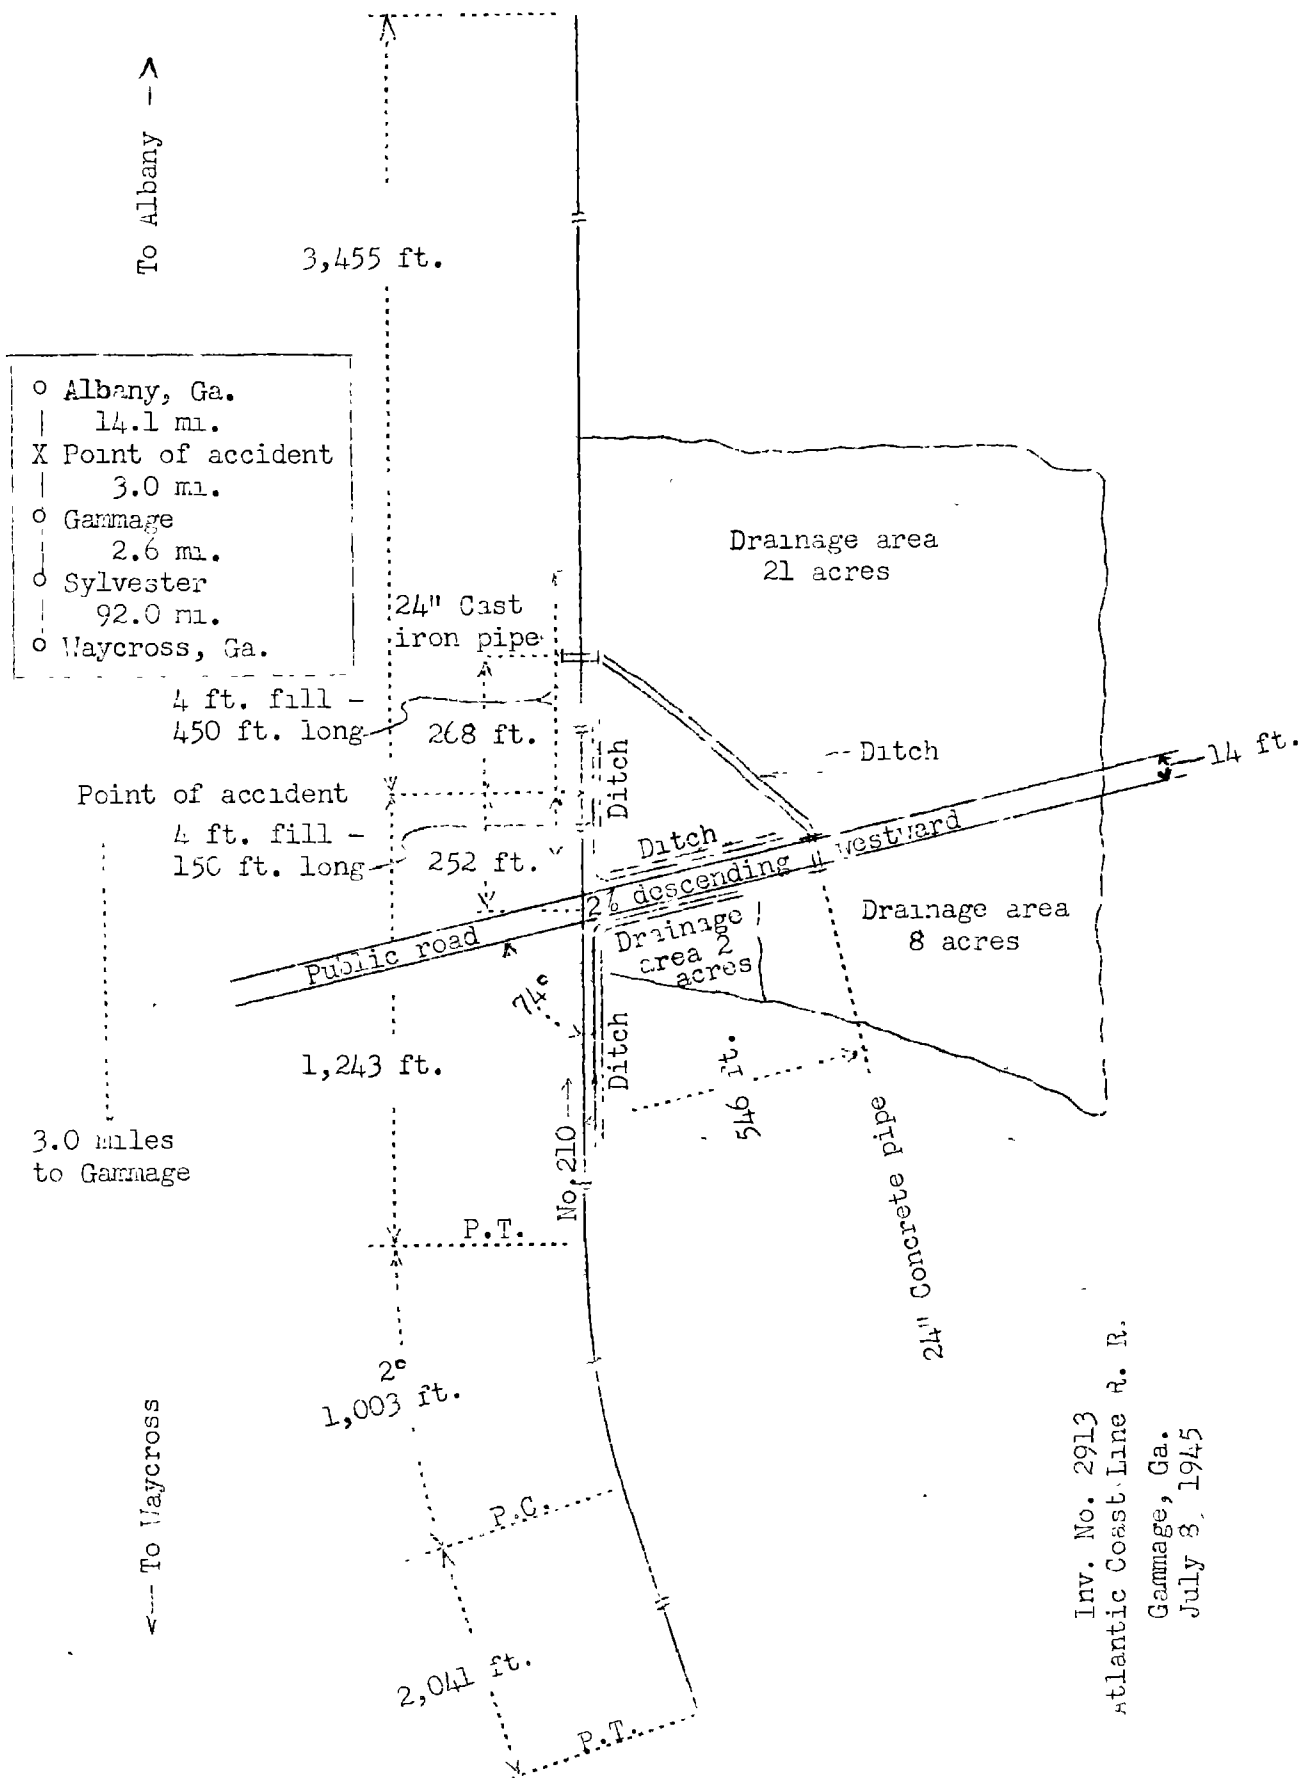 To Albany
3,455 ft.
Albany, Ga.
14.1 mi.
X Point of accident
3.0 mi.
Gammage
2.6 mi.
Sylvester
92.0 mi.
Waycross, Ga.
Drainage area
21 acres
24" Cast
iron pipe
4 ft. fill -
450 ft. long
268 ft.
Ditch
Ditch
14 ft.
Point of accident
4 ft. fill -
150 ft. long
252 ft.
Ditch
2% descending westward
Public road
Drainage
area 2
acres
Drainage area
8 acres
74°
Ditch
1,243 ft.
546 ft.
3.0 miles
to Gammage
No. 210
P.T.
24" Concrete pipe
2°
1,003 ft.
To Waycross
P.C.
2,041 ft.
P.T.
Inv. No. 2913
Atlantic Coast Line R. R.
Gammage, Ga.
July 3, 1945